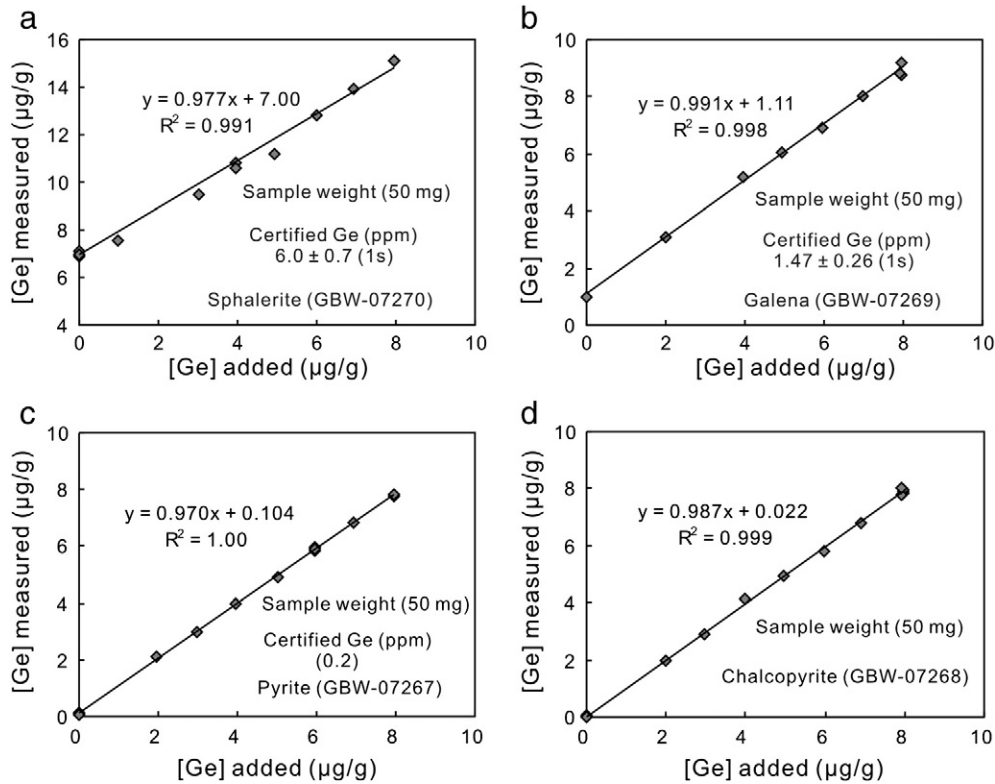 a
16
14
12
10
8
6
4
[Ge] measured (µg/g)
y = 0.977x + 7.00
R² = 0.991
Sample weight (50 mg)
Certified Ge (ppm)
6.0 ± 0.7 (1s)
Sphalerite (GBW-07270)
0 2 4 6 8 10
[Ge] added (µg/g)
b
10
8
6
4
2
0
[Ge] measured (µg/g)
y = 0.991x + 1.11
R² = 0.998
Sample weight (50 mg)
Certified Ge (ppm)
1.47 ± 0.26 (1s)
Galena (GBW-07269)
0 2 4 6 8 10
[Ge] added (µg/g)
c
10
8
6
4
2
0
[Ge] measured (µg/g)
y = 0.970x + 0.104
R² = 1.00
Sample weight (50 mg)
Certified Ge (ppm)
(0.2)
Pyrite (GBW-07267)
0 2 4 6 8 10
[Ge] added (µg/g)
d
10
8
6
4
2
0
[Ge] measured (µg/g)
y = 0.987x + 0.022
R² = 0.999
Sample weight (50 mg)
Chalcopyrite (GBW-07268)
0 2 4 6 8 10
[Ge] added (µg/g)